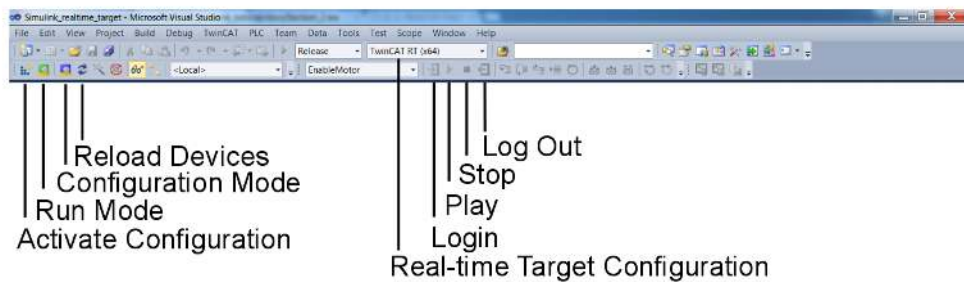 Simulink_realtime_target - Microsoft Visual Studio
File Edit View Project Build Debug TwinCAT PLC Team Data Tools Test Scope Window Help
Release TwinCAT RT (x64)
<Local> EnableMotor
Reload Devices
Configuration Mode
Run Mode
Activate Configuration
Log Out
Stop
Play
Login
Real-time Target Configuration